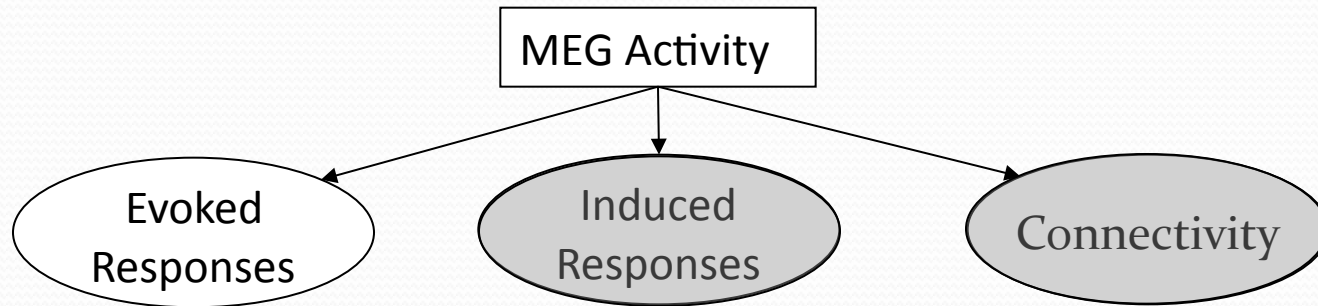 MEG Activity
Evoked
Responses
Induced
Responses
Connectivity